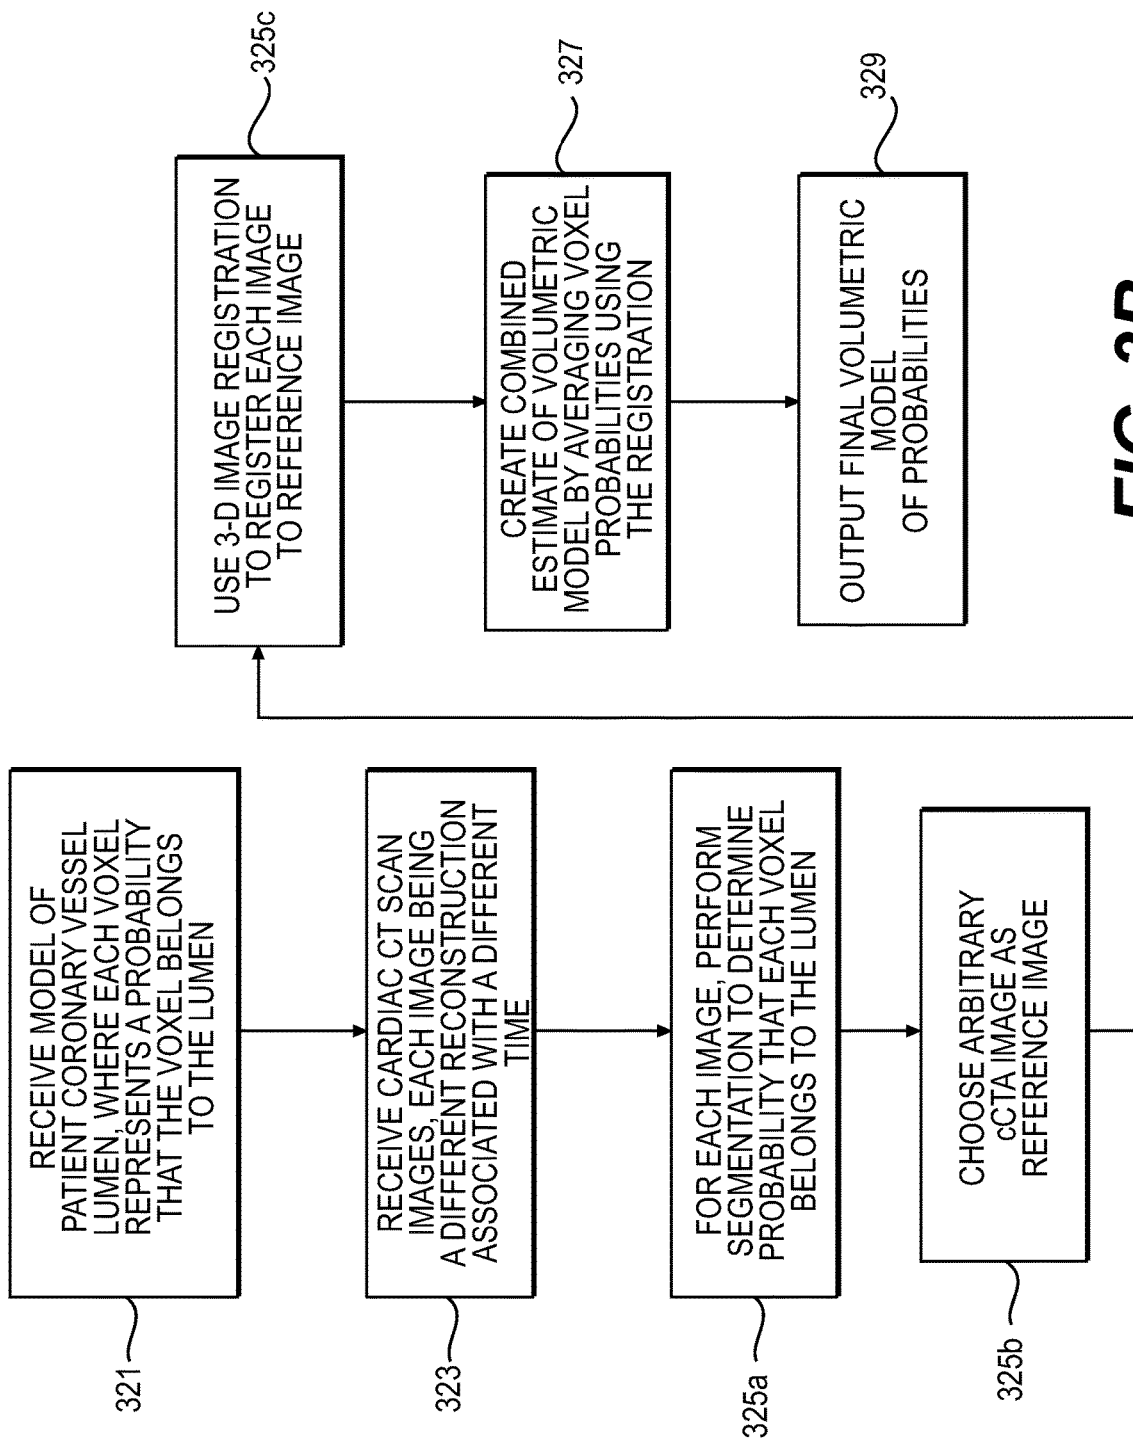 321
RECEIVE MODEL OF
PATIENT CORONARY VESSEL
LUMEN, WHERE EACH VOXEL
REPRESENTS A PROBABILITY
THAT THE VOXEL BELONGS
TO THE LUMEN
323
RECEIVE CARDIAC CT SCAN
IMAGES, EACH IMAGE BEING
A DIFFERENT RECONSTRUCTION
ASSOCIATED WITH A DIFFERENT
TIME
325a
FOR EACH IMAGE, PERFORM
SEGMENTATION TO DETERMINE
PROBABILITY THAT EACH VOXEL
BELONGS TO THE LUMEN
325b
CHOOSE ARBITRARY
cCTA IMAGE AS
REFERENCE IMAGE
325c
USE 3-D IMAGE REGISTRATION
TO REGISTER EACH IMAGE
TO REFERENCE IMAGE
327
CREATE COMBINED
ESTIMATE OF VOLUMETRIC
MODEL BY AVERAGING VOXEL
PROBABILITIES USING
THE REGISTRATION
329
OUTPUT FINAL VOLUMETRIC
MODEL
OF PROBABILITIES
FIG.